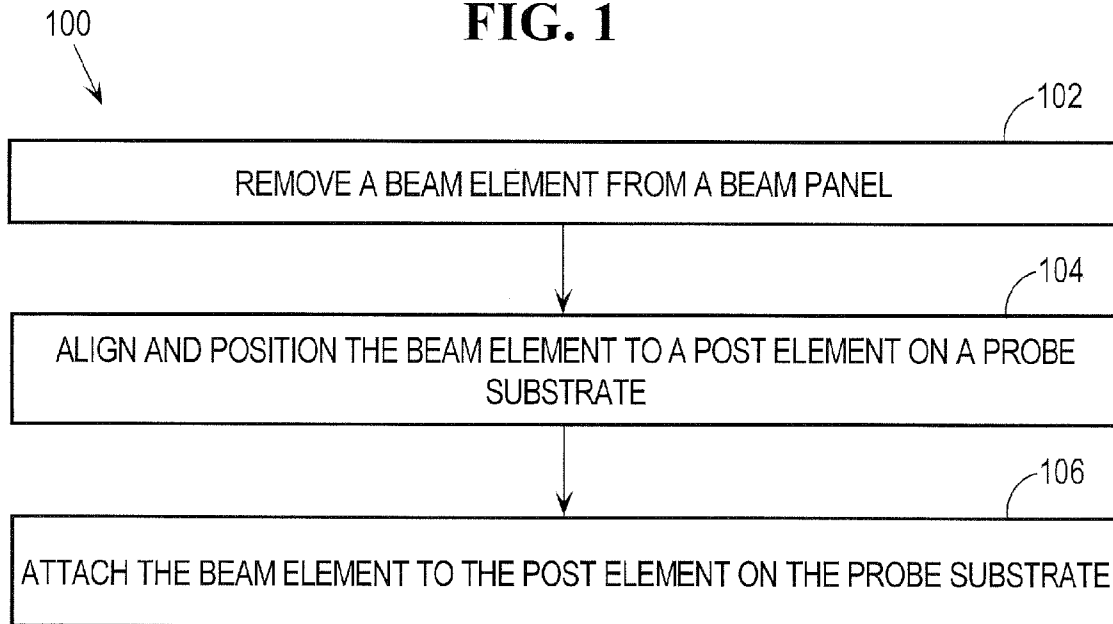 FIG. 1
100
102
REMOVE A BEAM ELEMENT FROM A BEAM PANEL
104
ALIGN AND POSITION THE BEAM ELEMENT TO A POST ELEMENT ON A PROBE
SUBSTRATE
106
ATTACH THE BEAM ELEMENT TO THE POST ELEMENT ON THE PROBE SUBSTRATE